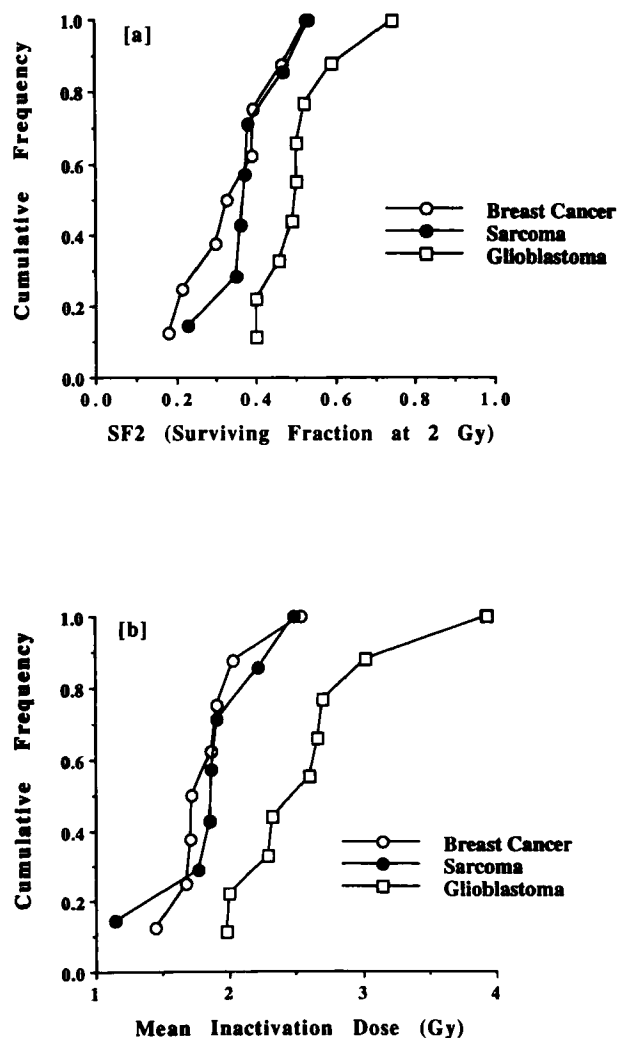 [a]
1.0
0.8
0.6
0.4
0.2
0.0
Cumulative Frequency
Breast Cancer
Sarcoma
Glioblastoma
0.0 0.2 0.4 0.6 0.8 1.0
SF2 (Surviving Fraction at 2 Gy)
[b]
1.0
0.8
0.6
0.4
0.2
0.0
Cumulative Frequency
Breast Cancer
Sarcoma
Glioblastoma
1 2 3 4
Mean Inactivation Dose (Gy)